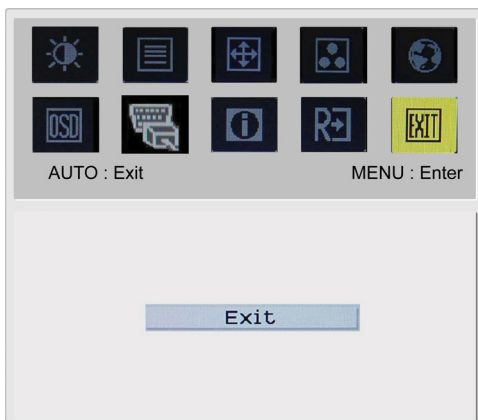 OSD
i
R
EXIT
AUTO : Exit
MENU : Enter
Exit